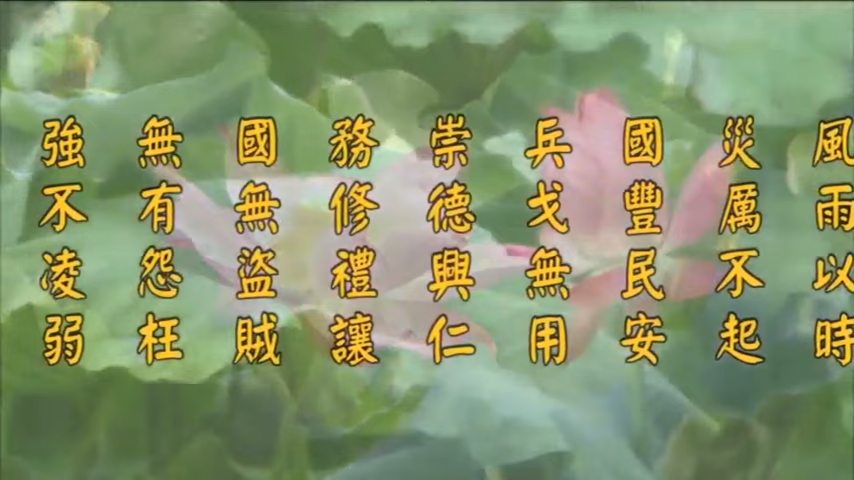 風雨以時
災厲不起
國豐民安
兵戈無用
崇德興仁
務修禮讓
國無盜賊
無有怨枉
強不凌弱